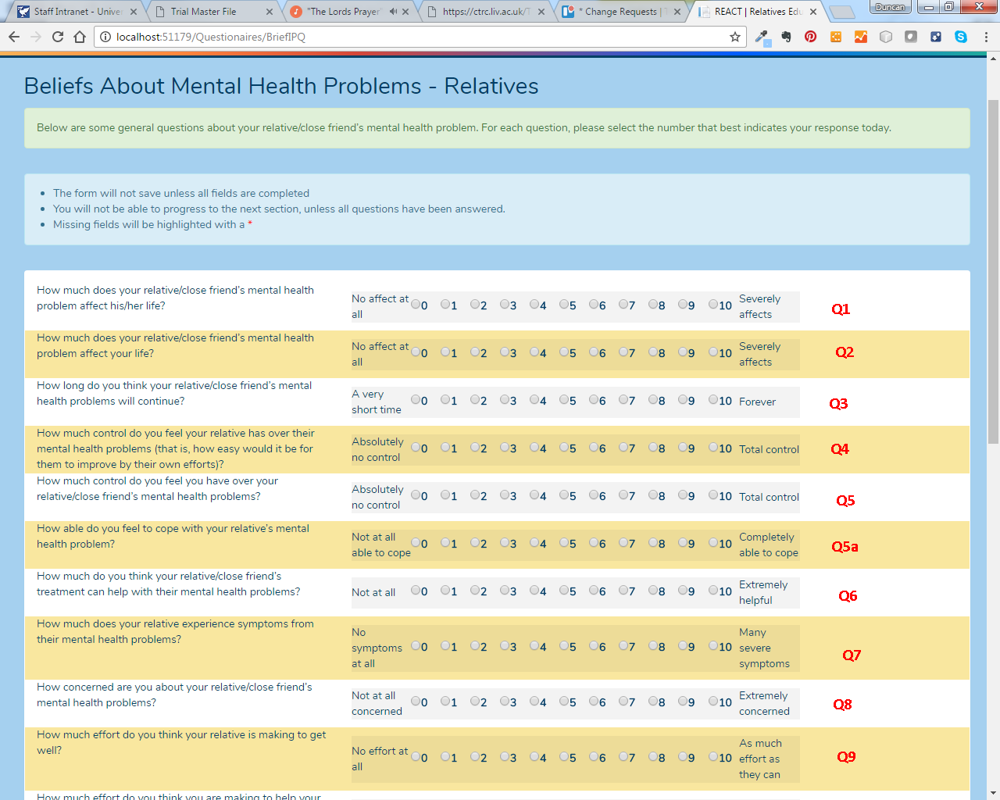 Staff Intranet - Unive
Trial Master File
"The Lords Prayer"
https://ctrc.liv.ac.uk/T
* Change Requests | T
REACT | Relatives Edu
Duncan
localhost:51179/Questionaires/BriefIPQ
Beliefs About Mental Health Problems - Relatives
Below are some general questions about your relative/close friend's mental health problem. For each question, please select the number that best indicates your response today.
The form will not save unless all fields are completed
You will not be able to progress to the next section, unless all questions have been answered.
Missing fields will be highlighted with a *
How much does your relative/close friend's mental health
problem affect his/her life?
No affect at
all
0 1 2 3 4 5 6 7 8 9 10
Severely
affects
Q1
How much does your relative/close friend's mental health
problem affect your life?
No affect at
all
0 1 2 3 4 5 6 7 8 9 10
Severely
affects
Q2
How long do you think your relative/close friend's mental
health problems will continue?
A very
short time
0 1 2 3 4 5 6 7 8 9 10
Forever
Q3
How much control do you feel your relative has over their
mental health problems (that is, how easy would it be for
them to improve by their own efforts)?
Absolutely
no control
0 1 2 3 4 5 6 7 8 9 10
Total control
Q4
How much control do you feel you have over your
relative/close friend's mental health problems?
Absolutely
no control
0 1 2 3 4 5 6 7 8 9 10
Total control
Q5
How able do you feel to cope with your relative's mental
health problem?
Not at all
able to cope
0 1 2 3 4 5 6 7 8 9 10
Completely
able to cope
Q5a
How much do you think your relative/close friend's
treatment can help with their mental health problems?
Not at all
0 1 2 3 4 5 6 7 8 9 10
Extremely
helpful
Q6
How much does your relative experience symptoms from
their mental health problems?
No
symptoms
at all
0 1 2 3 4 5 6 7 8 9 10
Many
severe
symptoms
Q7
How concerned are you about your relative/close friend's
mental health problems?
Not at all
concerned
0 1 2 3 4 5 6 7 8 9 10
Extremely
concerned
Q8
How much effort do you think your relative is making to get
well?
No effort at
all
0 1 2 3 4 5 6 7 8 9 10
As much
effort as
they can
Q9
How much effort do you think you are making to help your